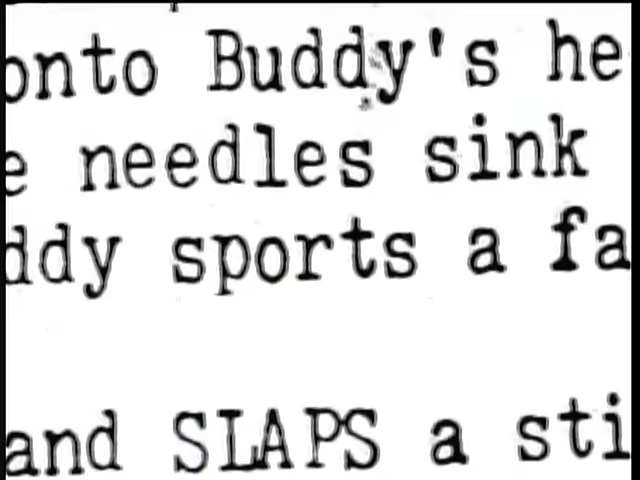 onto Buddy's he
e needles sink
ddy sports a fa
and SLAPS a sti